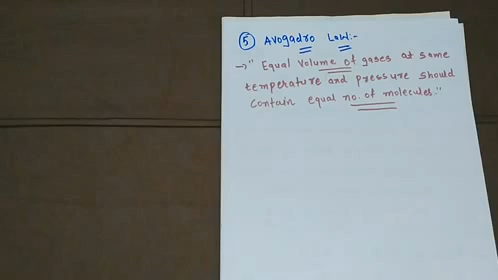 ⑤ Avogadro Law:-
→" Equal Volume of gases at same
temperature and pressure should
contain equal no. of molecules."